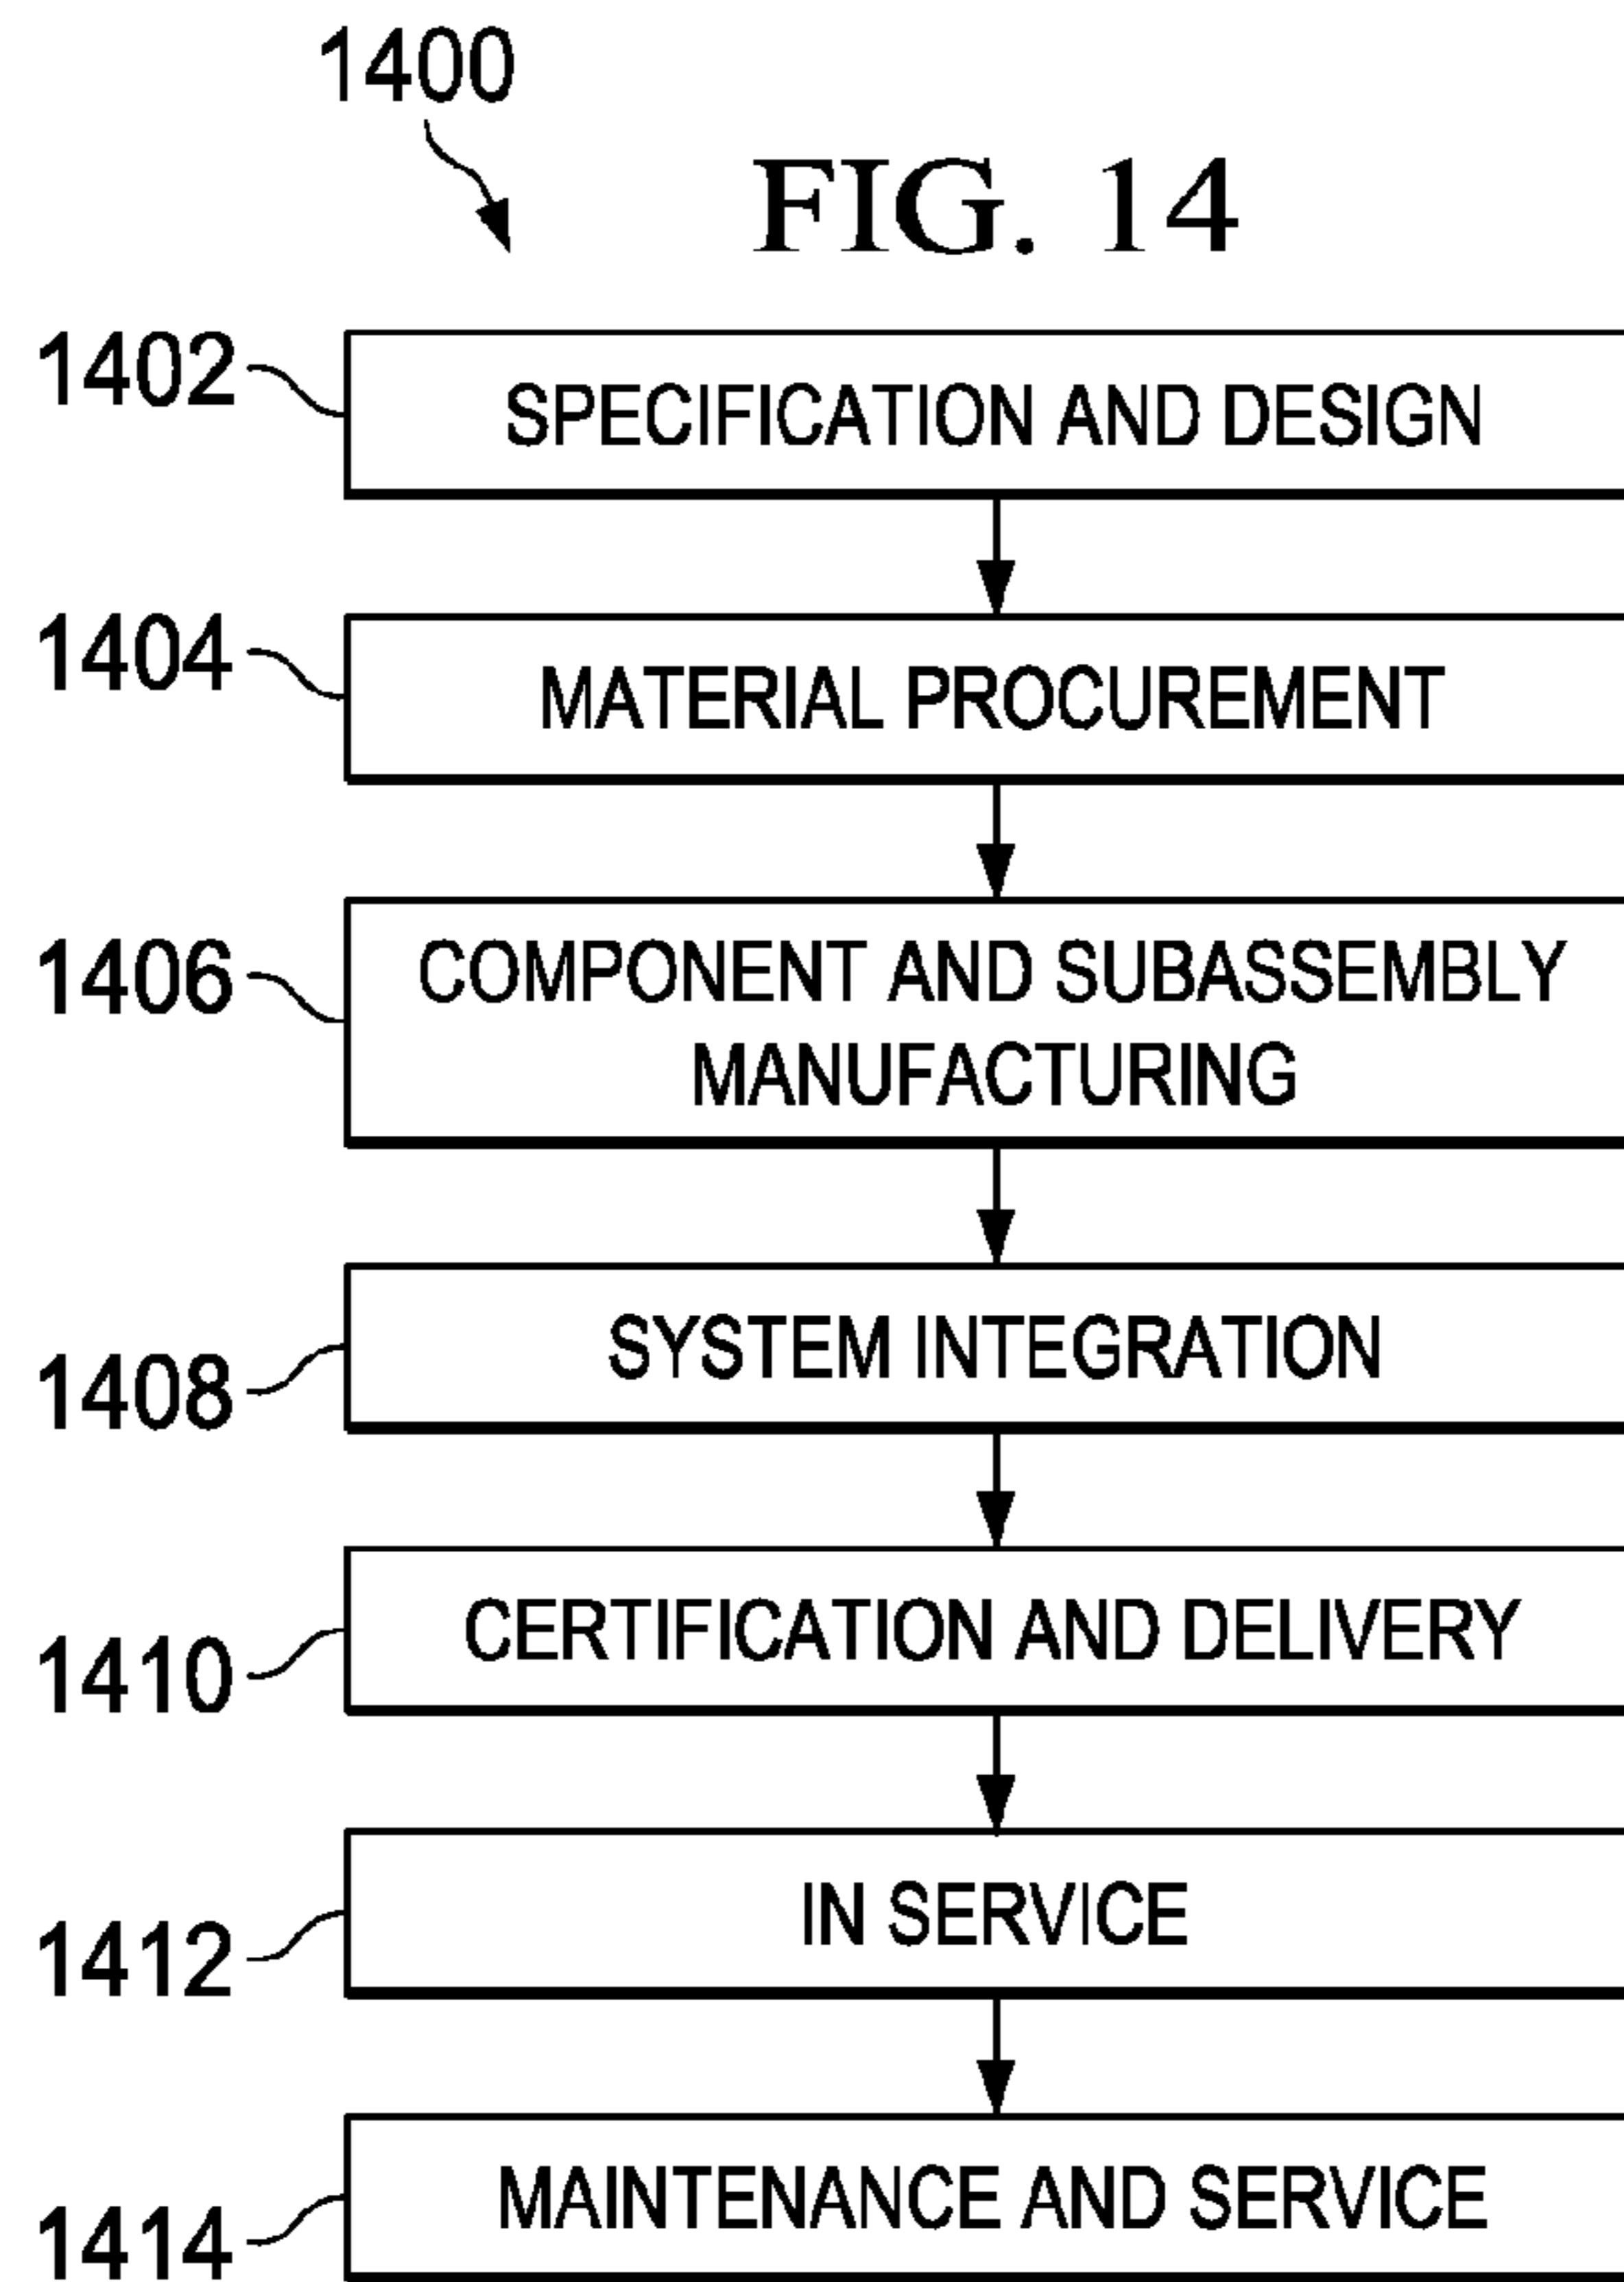 1400
FIG. 14
1402
SPECIFICATION AND DESIGN
1404
MATERIAL PROCUREMENT
1406
COMPONENT AND SUBASSEMBLY
MANUFACTURING
1408
SYSTEM INTEGRATION
1410
CERTIFICATION AND DELIVERY
1412
IN SERVICE
1414
MAINTENANCE AND SERVICE